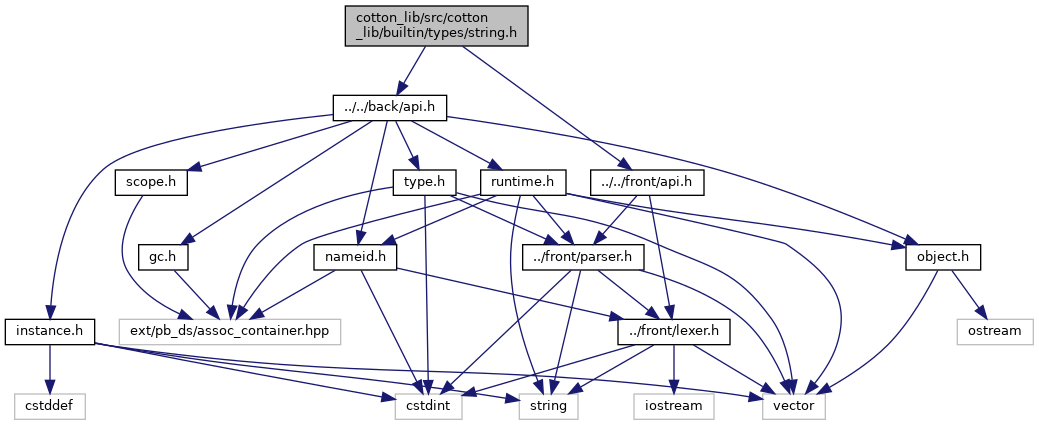 cotton_lib/src/cotton
_lib/builtin/types/string.h
../../back/api.h
scope.h
type.h
runtime.h
../../front/api.h
gc.h
nameid.h
../front/parser.h
object.h
instance.h
ext/pb_ds/assoc_container.hpp
../front/lexer.h
ostream
cstddef
cstdint
string
iostream
vector